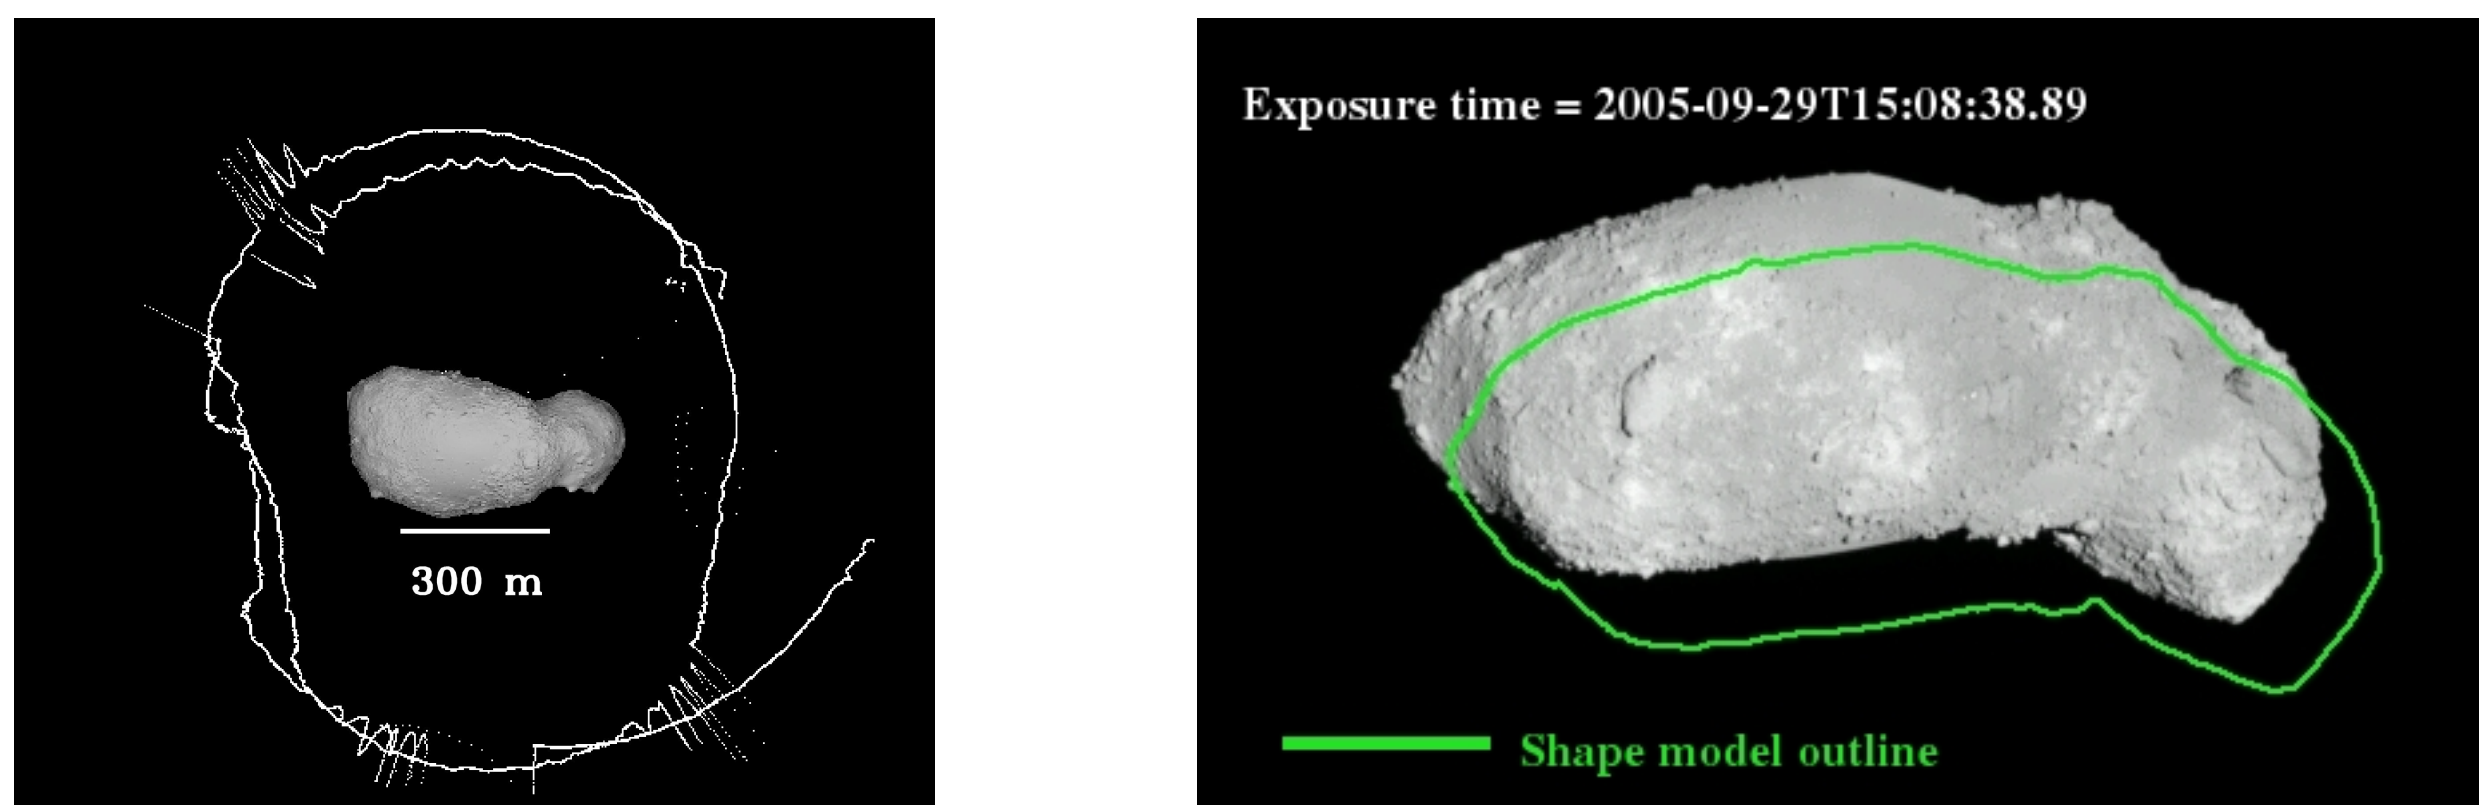 300 m
Exposure time = 2005-09-29T15:08:38.89
Shape model outline